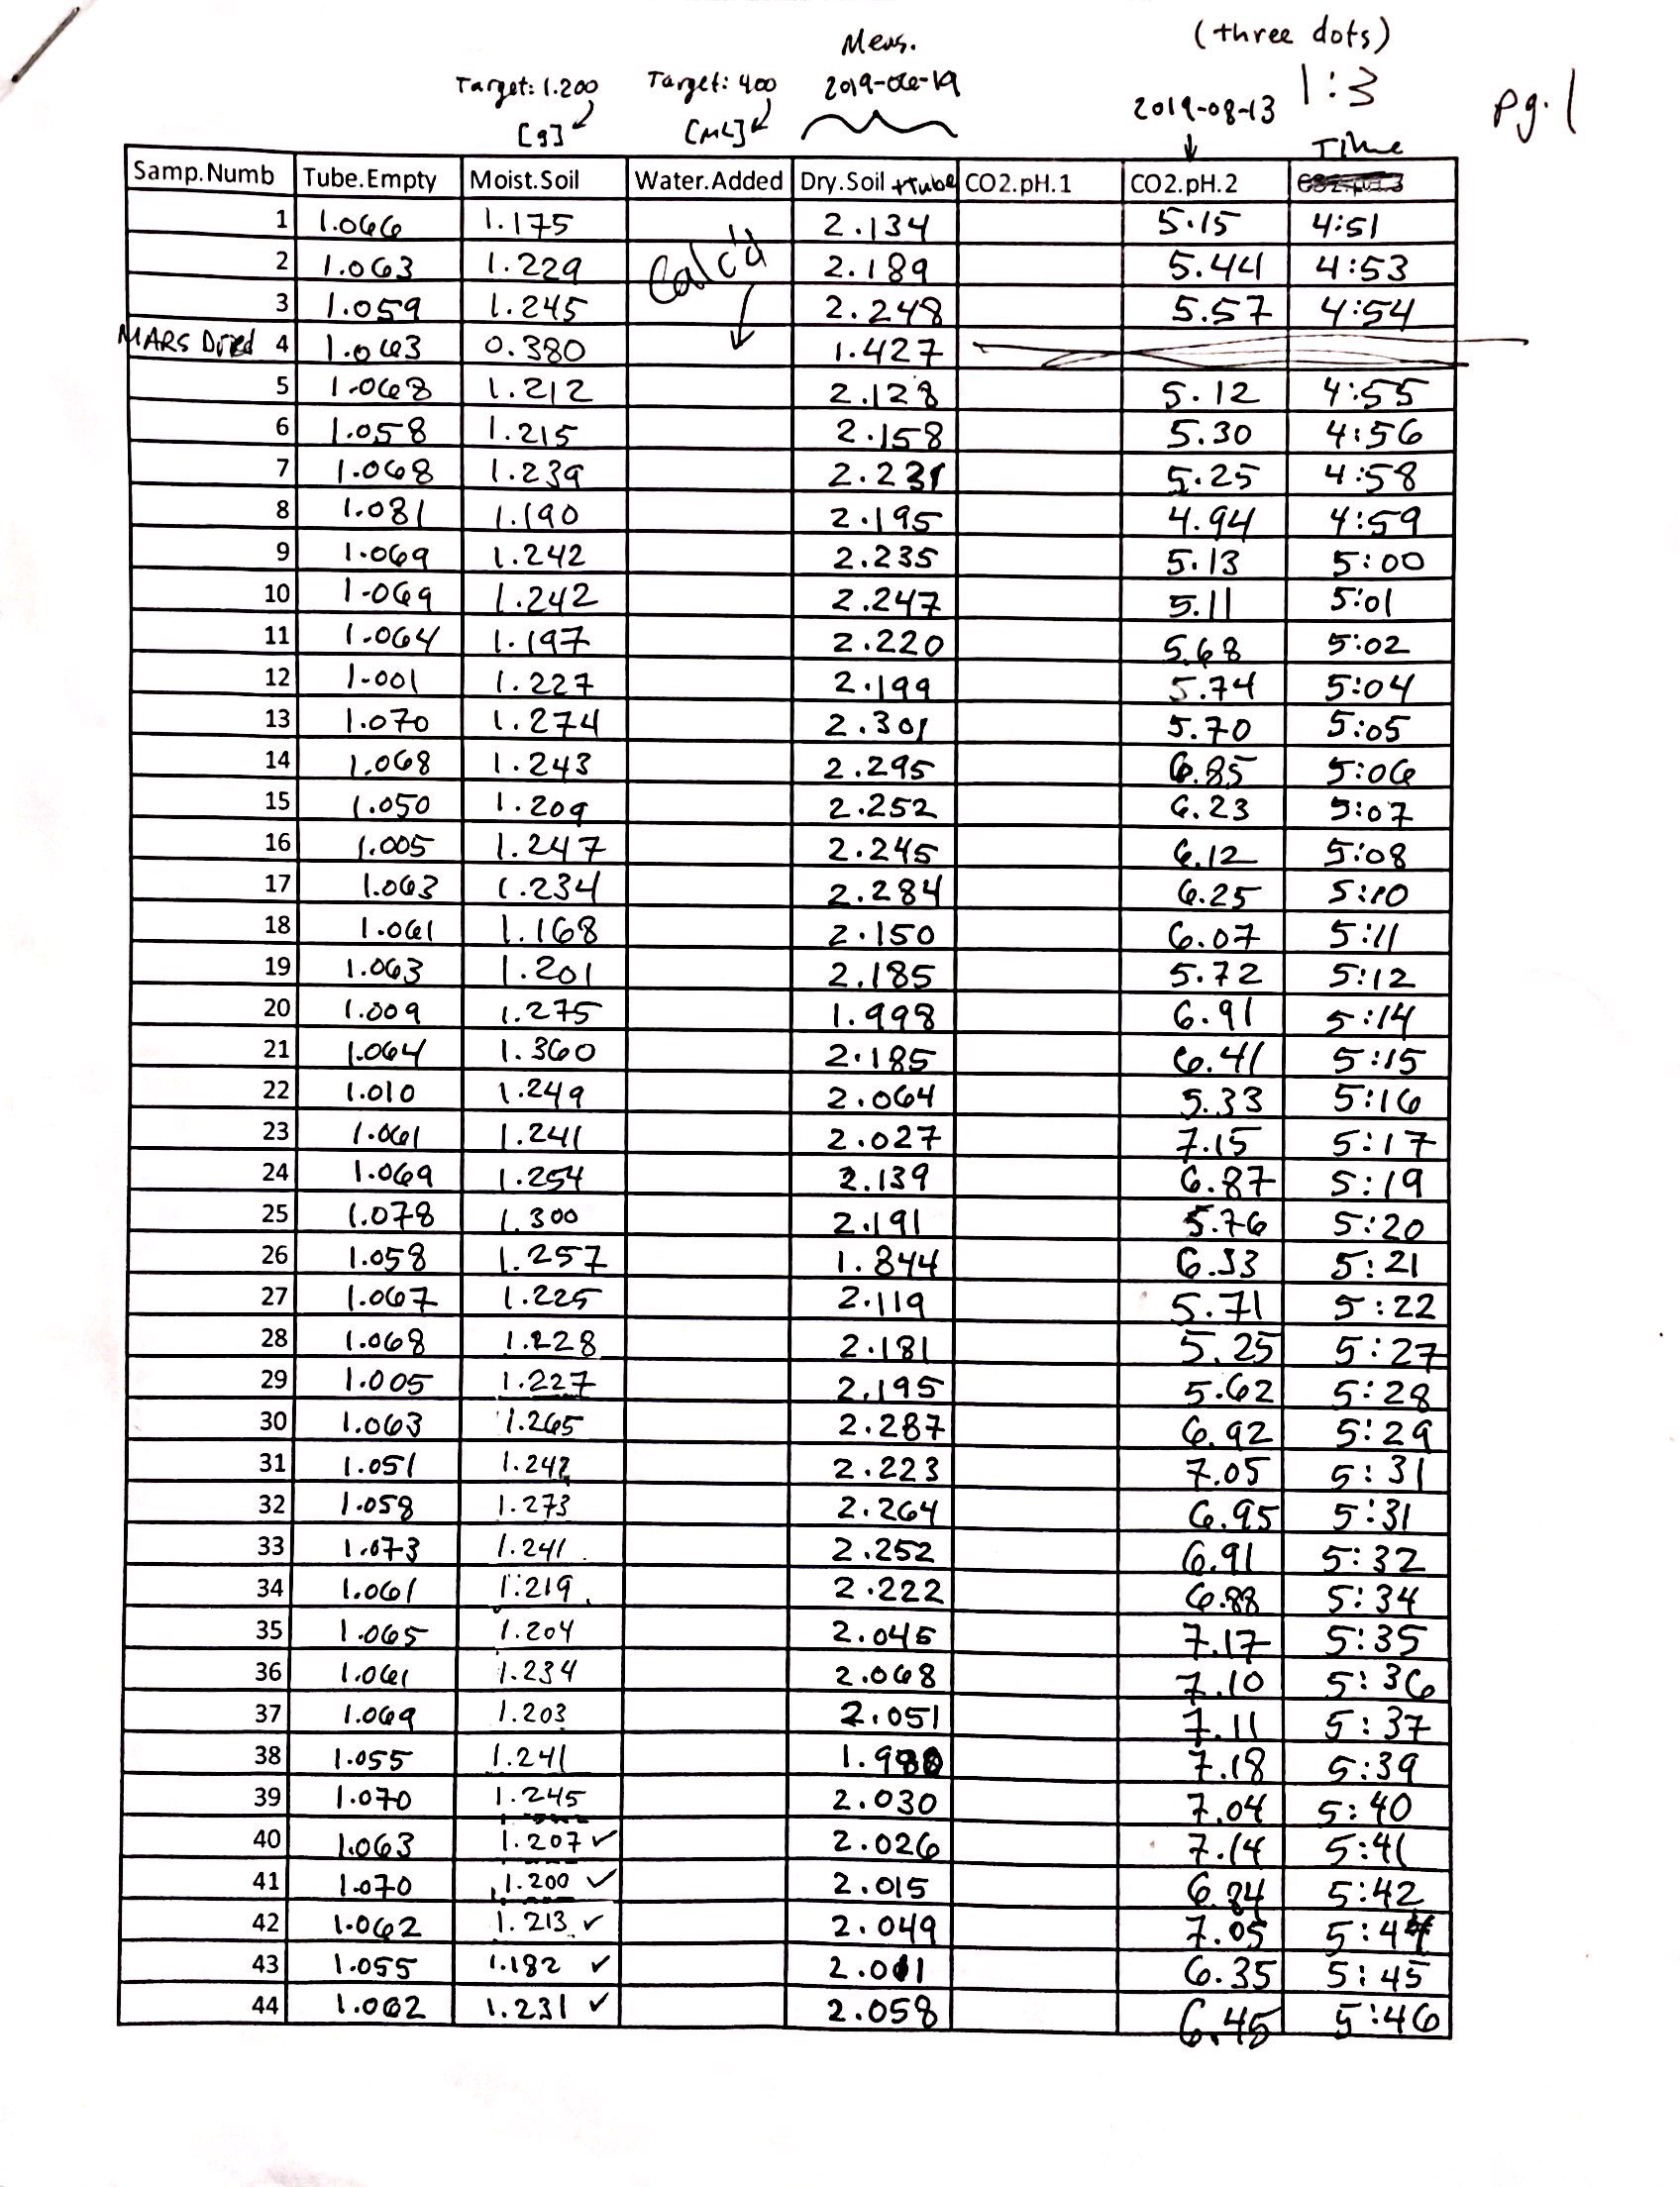 (three dots)
Meas.
Target: 1.200 Target: 400 2019-06-19 2019-08-13 1:3 pg. 1
[g] [mL] Time
Samp.Numb Tube.Empty Moist.Soil Water.Added Dry.Soil +Tube CO2.pH.1 CO2.pH.2
1 1.066 1.175 2.134 5.15 4:51
2 1.063 1.229 Calc'd 2.189 5.44 4:53
3 1.059 1.245 2.248 5.57 4:54
MARS Dried 4 1.063 0.380 1.427
5 1.068 1.212 2.128 5.12 4:55
6 1.058 1.215 2.158 5.30 4:56
7 1.068 1.239 2.231 5.25 4:58
8 1.081 1.190 2.195 4.94 4:59
9 1.069 1.242 2.235 5.13 5:00
10 1.069 1.242 2.247 5.11 5:01
11 1.064 1.197 2.220 5.68 5:02
12 1.001 1.227 2.199 5.74 5:04
13 1.070 1.274 2.301 5.70 5:05
14 1.068 1.243 2.295 6.85 5:06
15 1.050 1.209 2.252 6.23 5:07
16 1.005 1.247 2.245 6.12 5:08
17 1.063 1.234 2.284 6.25 5:10
18 1.061 1.168 2.150 6.07 5:11
19 1.063 1.201 2.185 5.72 5:12
20 1.009 1.275 1.998 6.91 5:14
21 1.064 1.360 2.185 6.41 5:15
22 1.010 1.249 2.064 5.33 5:16
23 1.061 1.241 2.027 7.15 5:17
24 1.069 1.254 2.139 6.87 5:19
25 1.078 1.300 2.191 5.76 5:20
26 1.058 1.257 1.844 6.33 5:21
27 1.067 1.225 2.119 5.71 5:22
28 1.068 1.228 2.181 5.25 5:27
29 1.005 1.227 2.195 5.62 5:28
30 1.063 1.265 2.287 6.92 5:29
31 1.051 1.242 2.223 7.05 5:31
32 1.058 1.273 2.264 6.95 5:31
33 1.073 1.241 2.252 6.91 5:32
34 1.061 1.219 2.222 6.88 5:34
35 1.065 1.204 2.045 7.17 5:35
36 1.061 1.234 2.068 7.10 5:36
37 1.069 1.203 2.051 7.11 5:37
38 1.055 1.241 7.18 5:39
39 1.070 1.245 2.030 7.04 5:40
40 1.063 1.207 ✓ 2.026 7.14 5:41
41 1.070 1.200 ✓ 2.015 6.84 5:42
42 1.062 1.213 ✓ 2.049 7.05 5:44
43 1.055 1.182 ✓ 2.011 6.35 5:45
44 1.062 1.231 ✓ 2.058 6.45 5:46